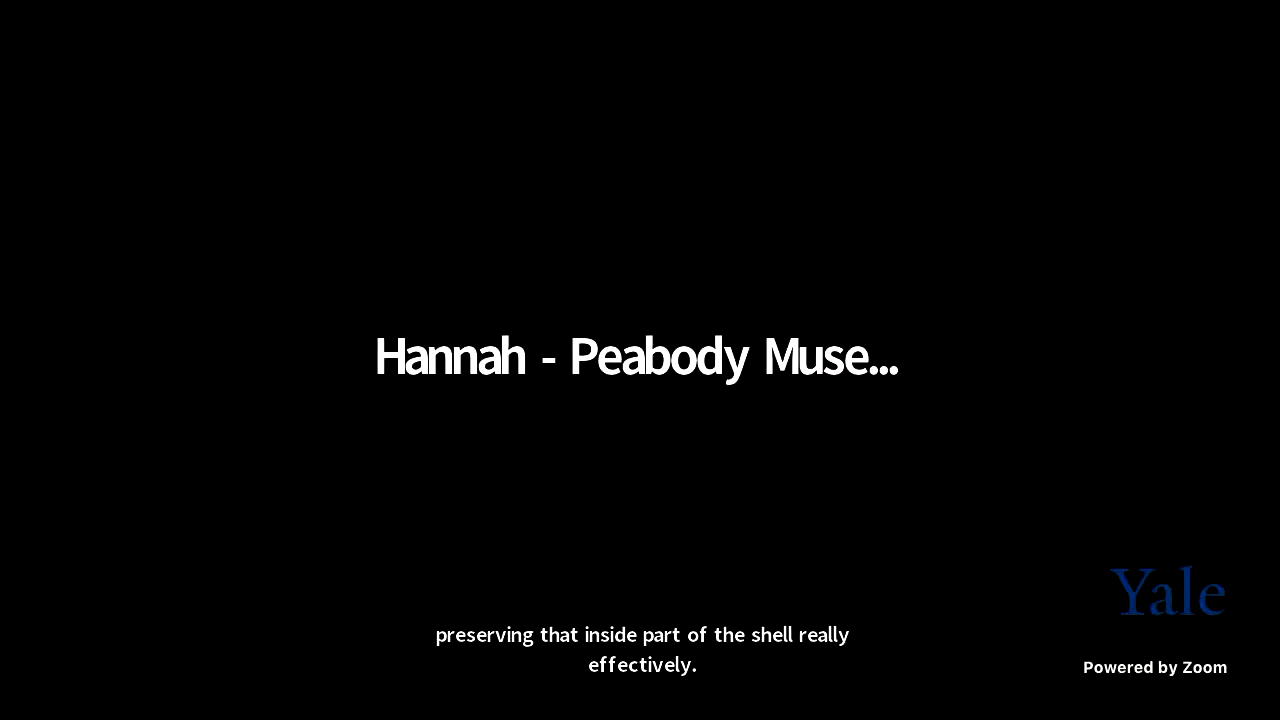 Hannah - Peabody Muse...
Yale
preserving that inside part of the shell really
effectively.
Powered by Zoom